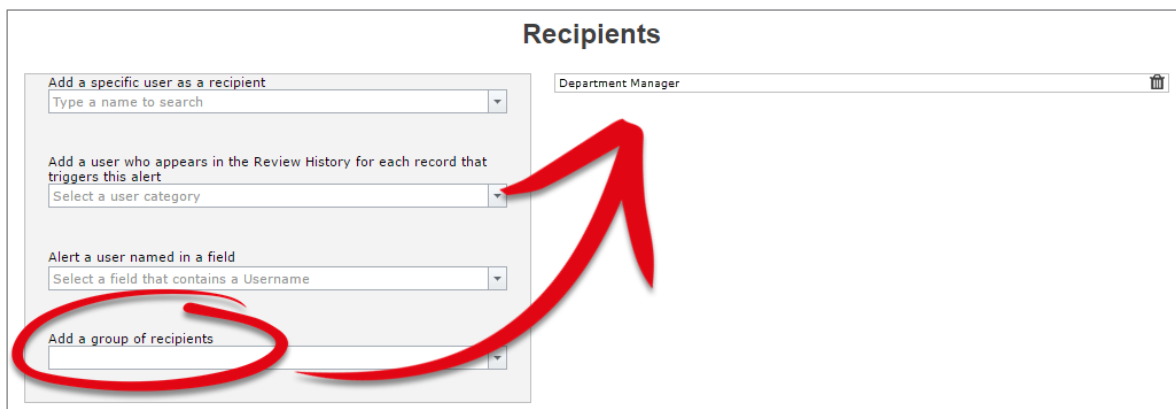 Recipients
Add a specific user as a recipient
Type a name to search
Add a user who appears in the Review History for each record that
triggers this alert
Select a user category
Alert a user named in a field
Select a field that contains a Username
Add a group of recipients
Department Manager